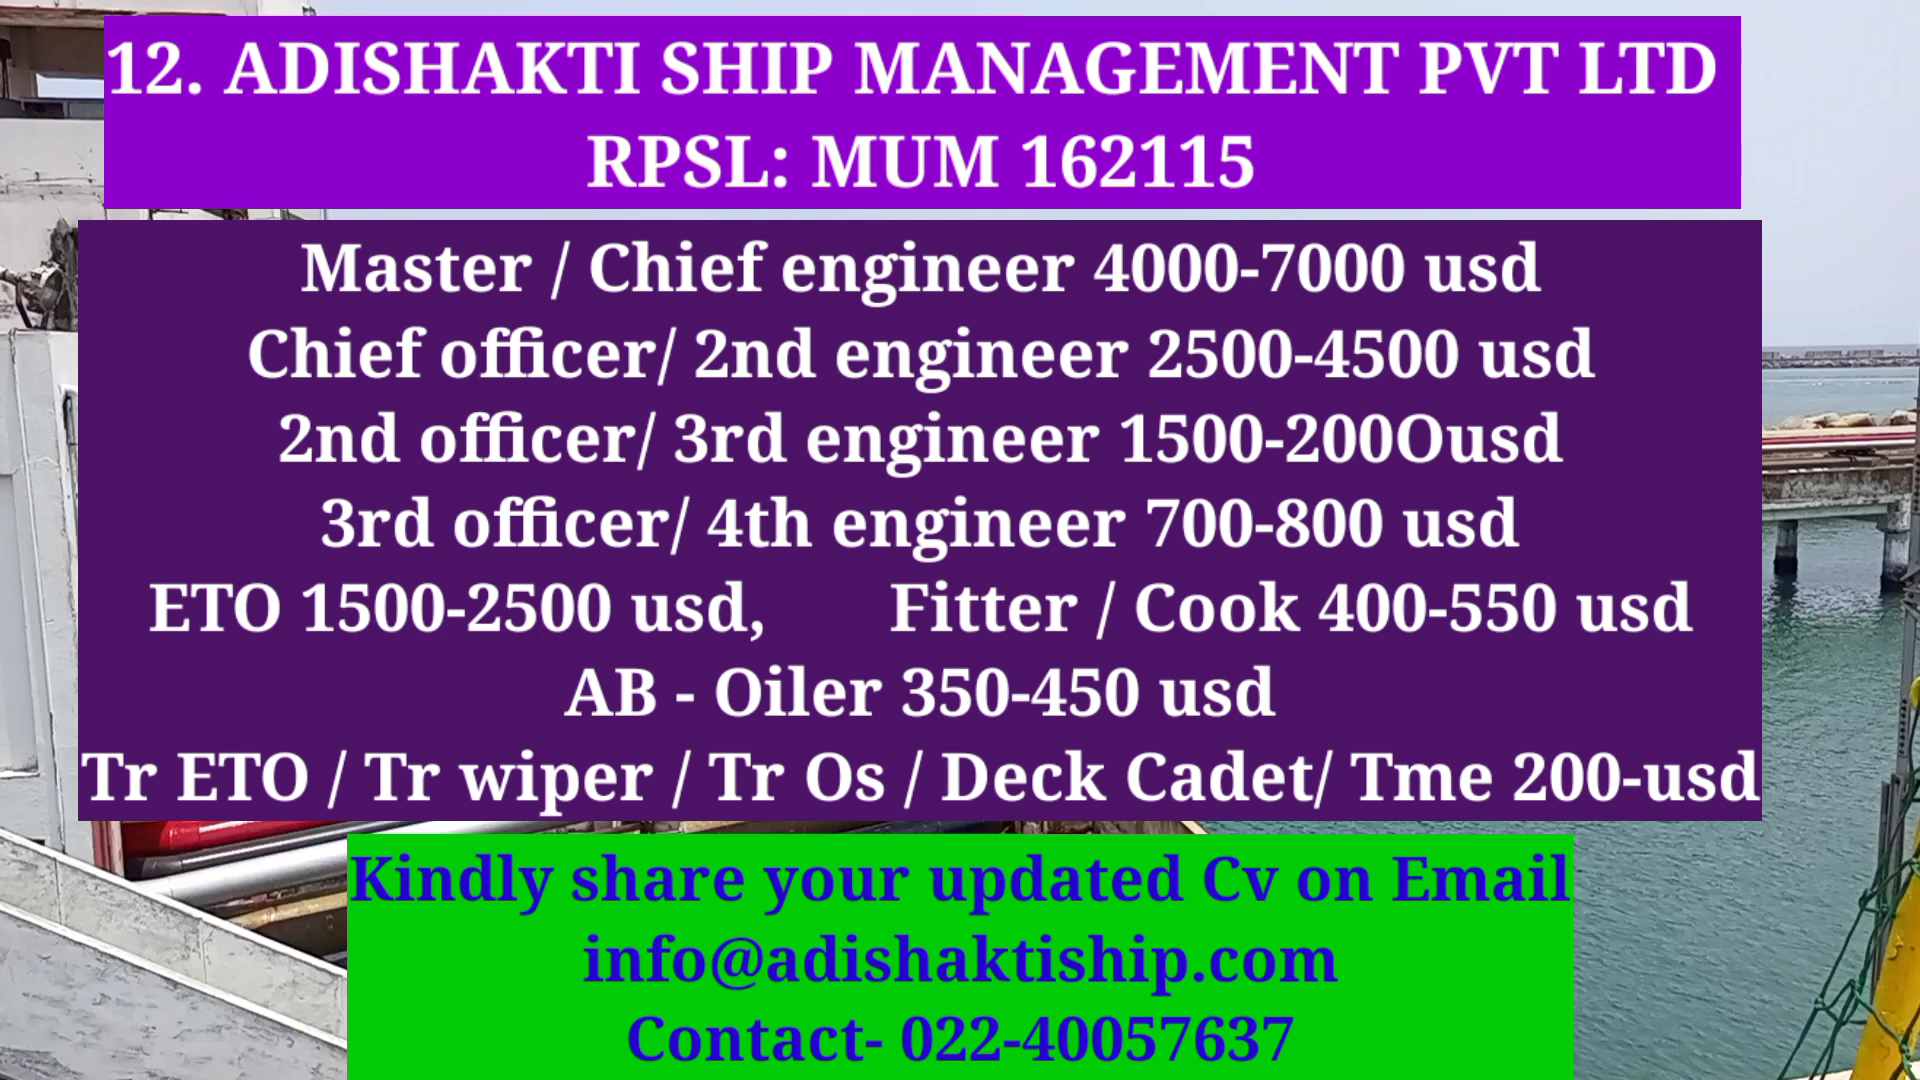 12. ADISHAKTI SHIP MANAGEMENT PVT LTD
RPSL: MUM 162115
Master / Chief engineer 4000-7000 usd
Chief officer/ 2nd engineer 2500-4500 usd
2nd officer/ 3rd engineer 1500-200Ousd
3rd officer/ 4th engineer 700-800 usd
ETO 1500-2500 usd, Fitter / Cook 400-550 usd
AB - Oiler 350-450 usd
Tr ETO / Tr wiper / Tr Os / Deck Cadet/ Tme 200-usd
Kindly share your updated Cv on Email
info@adishaktiship.com
Contact- 022-40057637